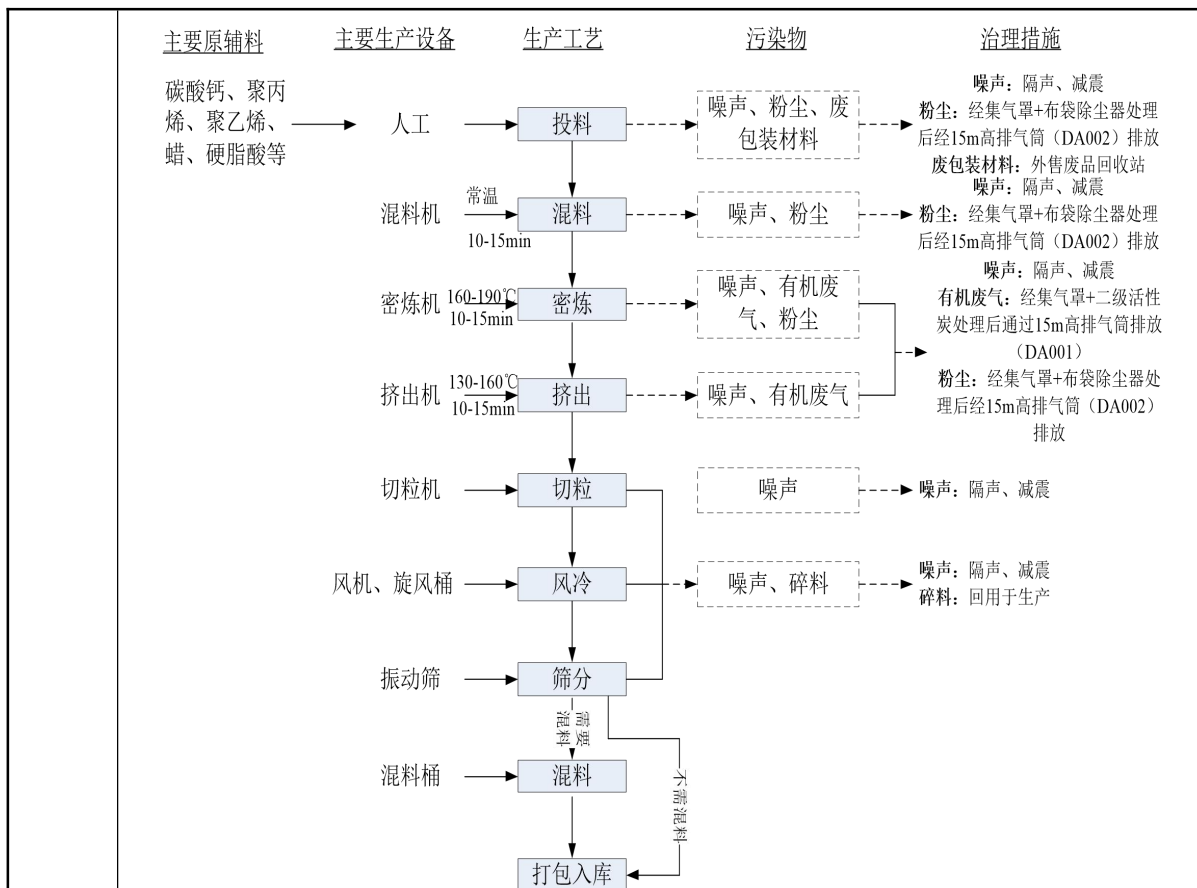 主要原辅料
主要生产设备
生产工艺
污染物
治理措施
碳酸钙、聚丙
烯、聚乙烯、
蜡、硬脂酸等
人工
投料
噪声、粉尘、废
包装材料
噪声：隔声、减震
粉尘：经集气罩+布袋除尘器处理
后经15m高排气筒（DA002）排放
废包装材料：外售废品回收站
混料机
常温
10-15min
混料
噪声、粉尘
噪声：隔声、减震
粉尘：经集气罩+布袋除尘器处理
后经15m高排气筒（DA002）排放
密炼机
160-190℃
10-15min
密炼
噪声、有机废
气、粉尘
噪声：隔声、减震
有机废气：经集气罩+二级活性
炭处理后通过15m高排气筒排放
（DA001）
粉尘：经集气罩+布袋除尘器处
理后经15m高排气筒（DA002）
排放
挤出机
130-160℃
10-15min
挤出
噪声、有机废气
切粒机
切粒
噪声
噪声：隔声、减震
风机、旋风桶
风冷
噪声、碎料
噪声：隔声、减震
碎料：回用于生产
振动筛
筛分
需要
混料
不需混料
混料桶
混料
打包入库